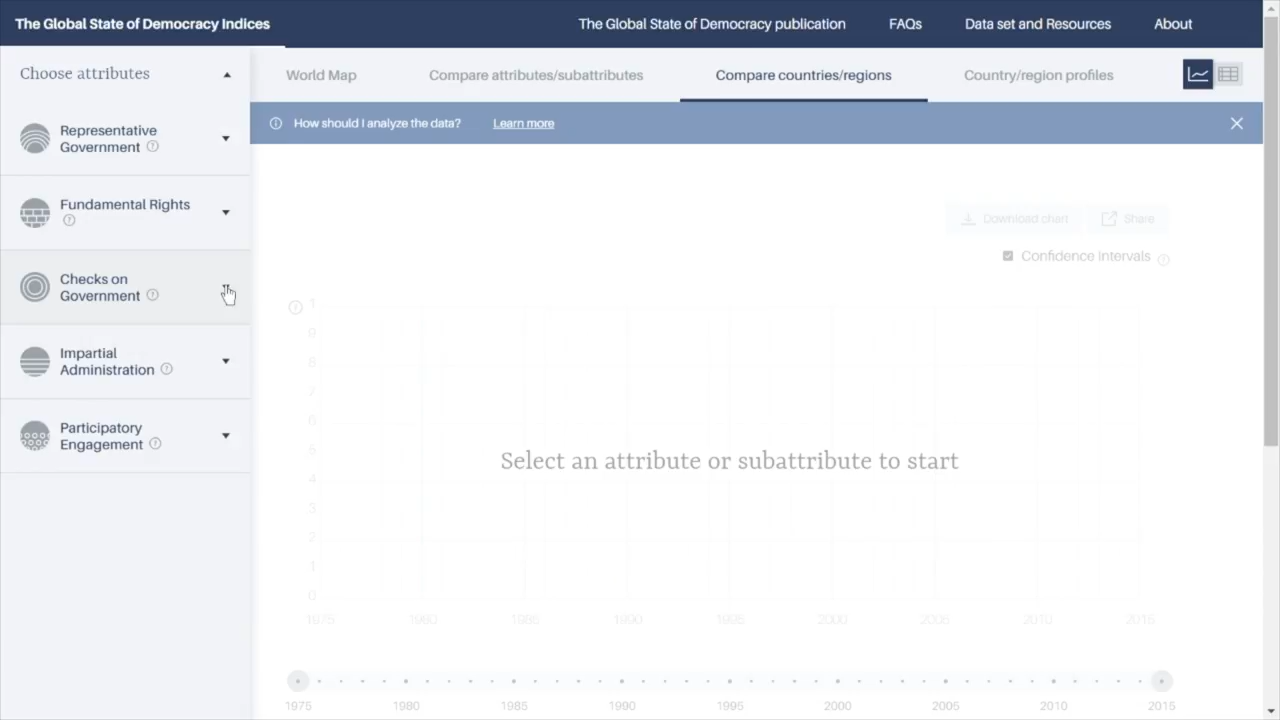 The Global State of Democracy Indices
The Global State of Democracy publication
FAQs
Data set and Resources
About
Choose attributes
World Map
Compare attributes/subattributes
Compare countries/regions
Country/region profiles
How should I analyze the data?
Learn more
Representative
Government
Fundamental Rights
Checks on
Government
Impartial
Administration
Participatory
Engagement
Download chart
Share
Confidence Intervals
1
9
8
7
6
5
4
3
2
1
0
Select an attribute or subattribute to start
1975 1980 1985 1990 1995 2000 2005 2010 2015
1975 1980 1985 1990 1995 2000 2005 2010 2015